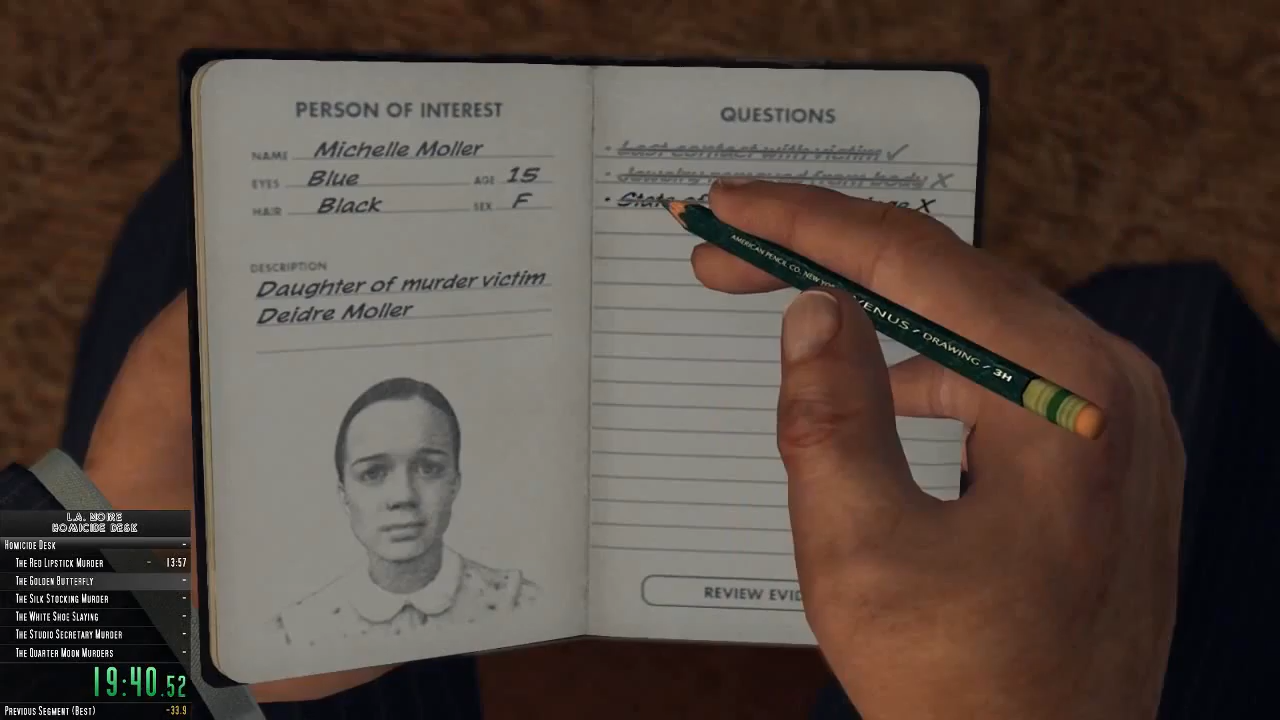 PERSON OF INTEREST
NAME Michelle Moller
EYES Blue AGE 15
HAIR Black SEX F
DESCRIPTION
Daughter of murder victim
Deidre Moller
QUESTIONS
• Last contact with victim ✓
• Jewelry removed from body X
• State of X
AMERICAN PENCIL CO. NEW YORK VENUS / DRAWING / 3H
REVIEW
L.A. NOIRE
HOMICIDE DESK
HOMICIDE DESK -
THE RED LIPSTICK MURDER - 13:57
THE GOLDEN BUTTERFLY -
THE SILK STOCKING MURDER -
THE WHITE SHOE SLAYING -
THE STUDIO SECRETARY MURDER -
THE QUARTER MOON MURDERS -
19:40.52
PREVIOUS SEGMENT (BEST) -33.9